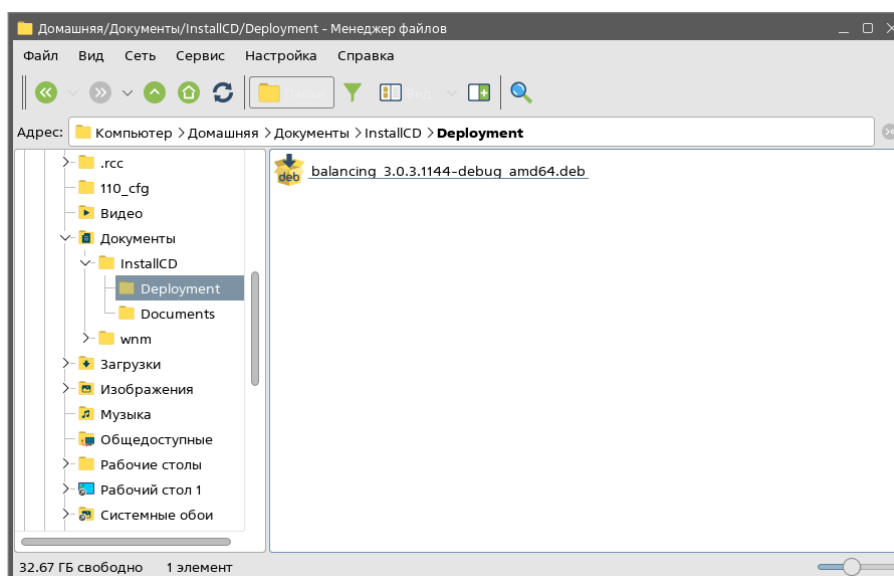 Домашняя/Документы/InstallCD/Deployment - Менеджер файлов
Файл Вид Сеть Сервис Настройка Справка
Адрес: Компьютер Домашняя Документы InstallCD Deployment
.rcc
110_cfg
Видео
Документы
InstallCD
Deployment
Documents
wnm
Загрузки
Изображения
Музыка
Общедоступные
Рабочие столы
Рабочий стол 1
Системные обои
deb balancing_3.0.3.1144-debug_amd64.deb
32.67 ГБ свободно 1 элемент